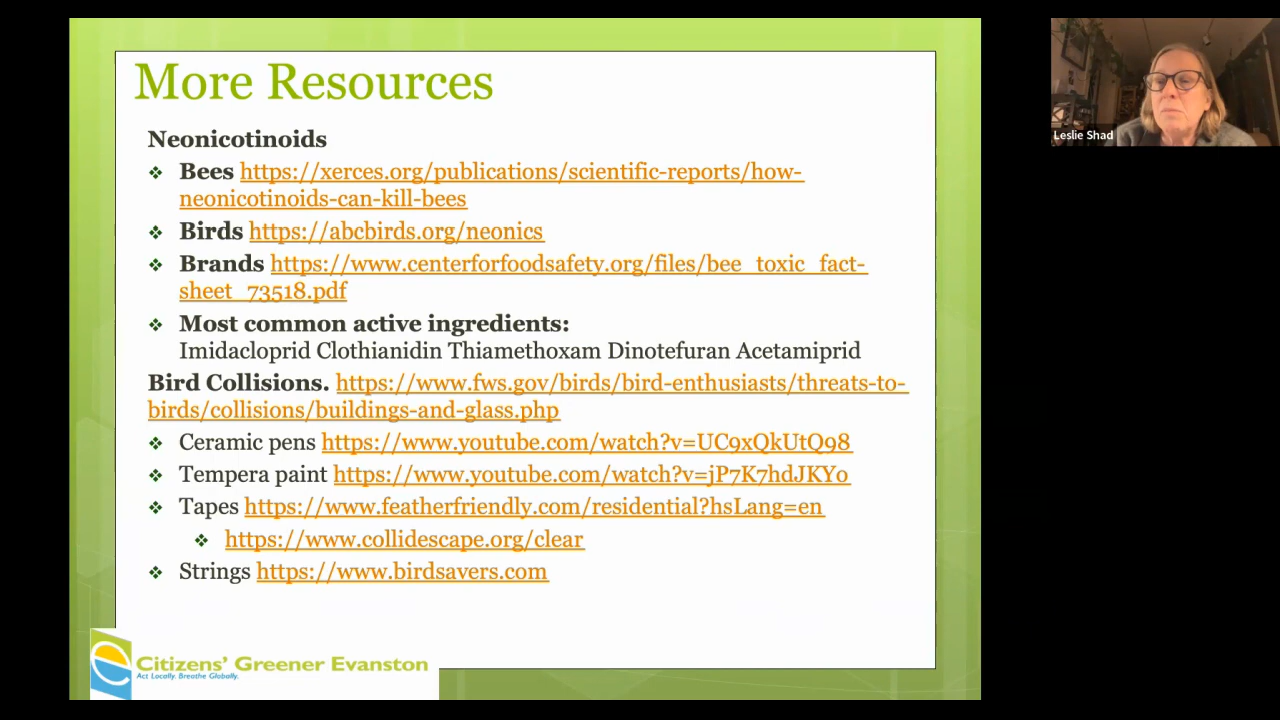 More Resources
Neonicotinoids
❖ Bees https://xerces.org/publications/scientific-reports/how-
neonicotinoids-can-kill-bees
❖ Birds https://abcbirds.org/neonics
❖ Brands https://www.centerforfoodsafety.org/files/bee_toxic_fact-
sheet_73518.pdf
❖ Most common active ingredients:
Imidacloprid Clothianidin Thiamethoxam Dinotefuran Acetamiprid
Bird Collisions. https://www.fws.gov/birds/bird-enthusiasts/threats-to-
birds/collisions/buildings-and-glass.php
❖ Ceramic pens https://www.youtube.com/watch?v=UC9xQkUtQ98
❖ Tempera paint https://www.youtube.com/watch?v=jP7K7hdJKY0
❖ Tapes https://www.featherfriendly.com/residential?hsLang=en
❖ https://www.collidescape.org/clear
❖ Strings https://www.birdsavers.com
Citizens' Greener Evanston
Act Locally. Breathe Globally.
Leslie Shad